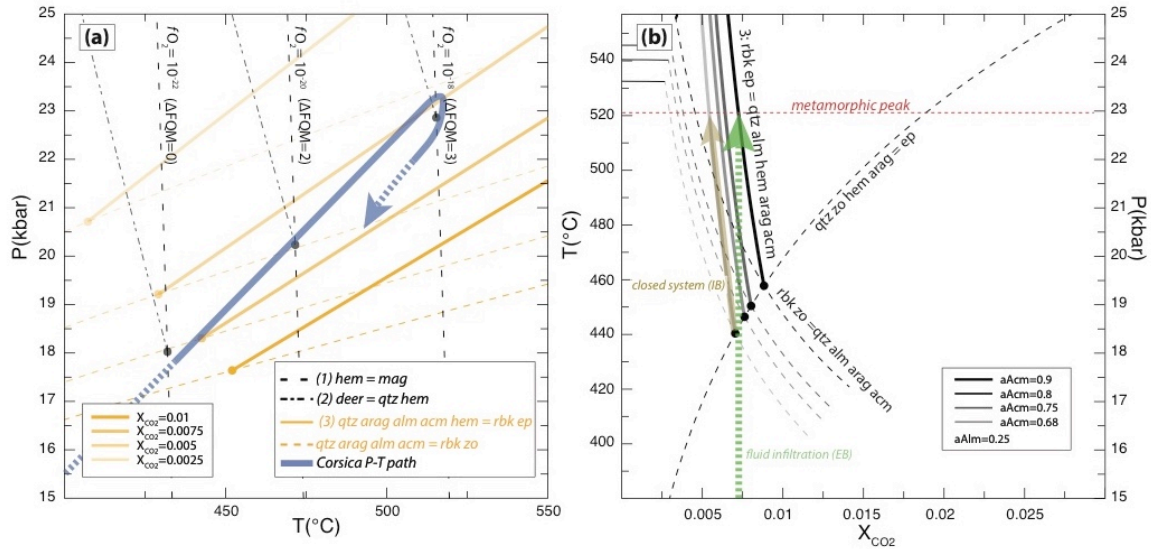 (a)
fO2=10-22 (ΔFQM=0)
fO2=10-20 (ΔFQM=2)
fO2=10-18 (ΔFQM=3)
25
24
23
22
21
20
19
18
17
16
15
P(kbar)
450
500
550
T(°C)
XCO2=0.01
XCO2=0.0075
XCO2=0.005
XCO2=0.0025
(1) hem = mag
(2) deer = qtz hem
(3) qtz arag alm acm hem = rbk ep
qtz arag alm acm = rbk zo
Corsica P-T path
(b)
3: rbk ep = qtz alm hem arag acm
metamorphic peak
qtz zo hem arag = ep
closed system (IB)
rbk zo =qtz alm arag acm
fluid infiltration (EB)
540
520
500
480
460
440
420
400
T(°C)
25
24
23
22
21
20
19
18
17
16
15
P(kbar)
0.005
0.01
0.015
0.02
0.025
XCO2
aAcm=0.9
aAcm=0.8
aAcm=0.75
aAcm=0.68
aAlm=0.25